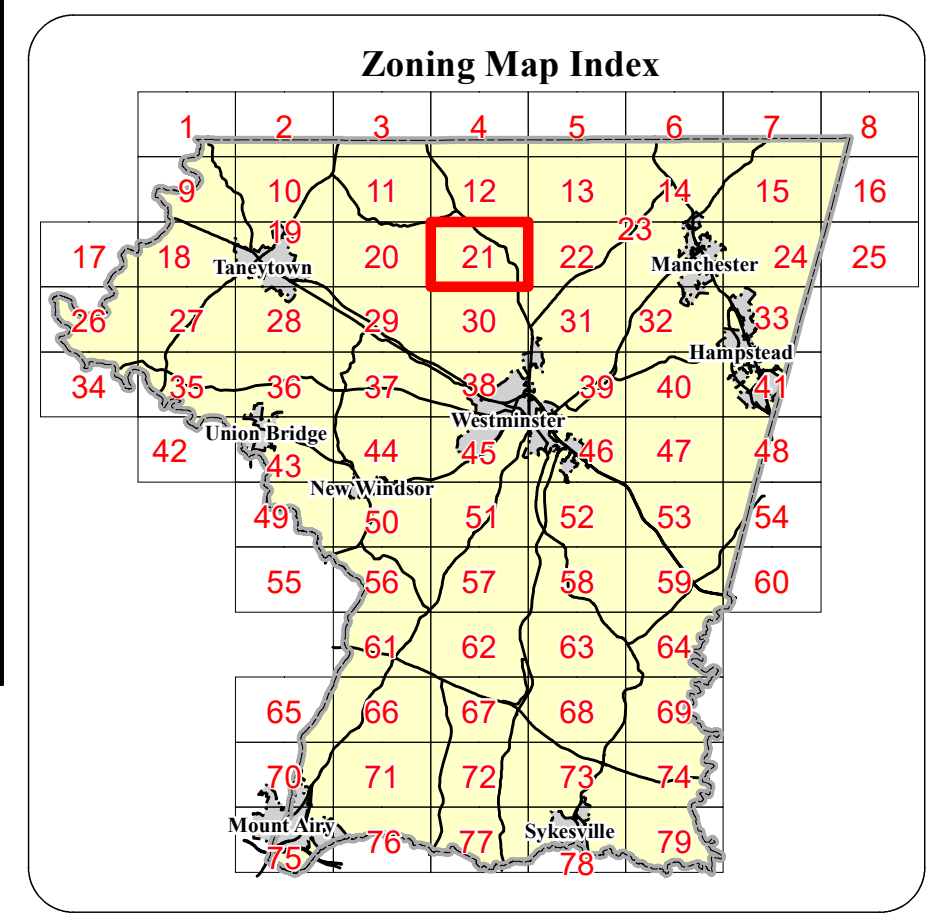 Zoning Map Index
1 2 3 4 5 6 7 8
9 10 11 12 13 14 15 16
17 18 19 20 21 22 23 24 25
Taneytown Manchester
26 27 28 29 30 31 32 33
Hampstead
34 35 36 37 38 39 40 41
Westminster
Union Bridge
42 43 44 45 46 47 48
New Windsor
49 50 51 52 53 54
55 56 57 58 59 60
61 62 63 64
65 66 67 68 69
70 71 72 73 74
Mount Airy Sykesville
75 76 77 78 79